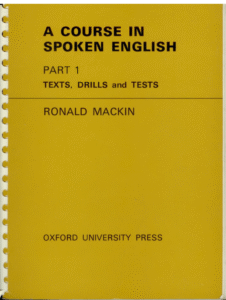 A COURSE IN
SPOKEN ENGLISH
PART 1
TEXTS, DRILLS and TESTS
RONALD MACKIN
OXFORD UNIVERSITY PRESS